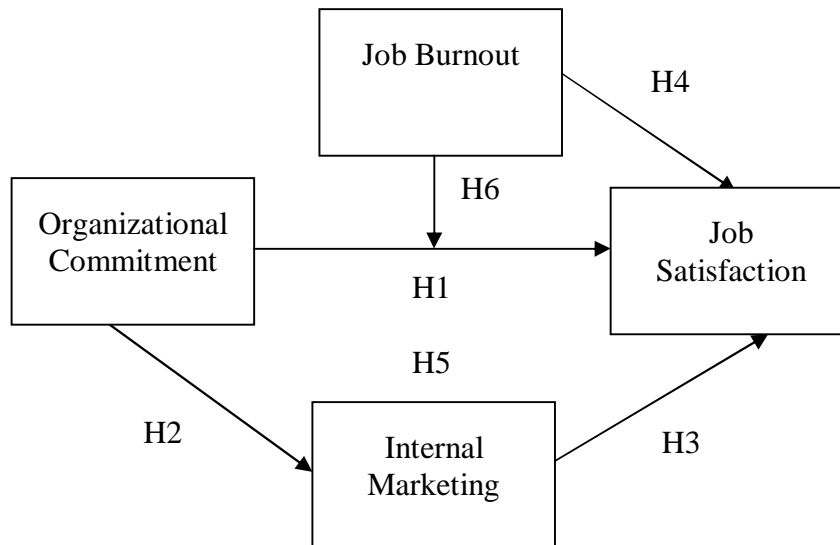 Job Burnout
H4
H6
Organizational
Commitment
Job
Satisfaction
H1
H5
H2
H3
Internal
Marketing